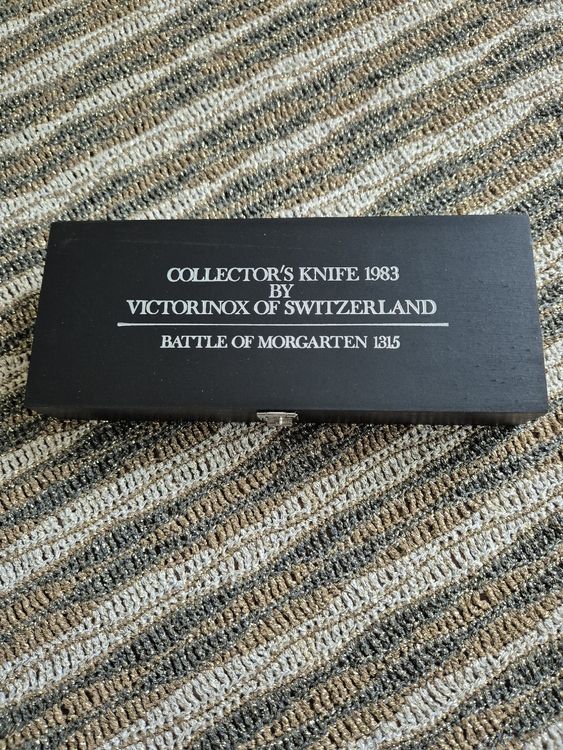 COLLECTOR'S KNIFE 1983
BY
VICTORINOX OF SWITZERLAND
BATTLE OF MORGARTEN 1315